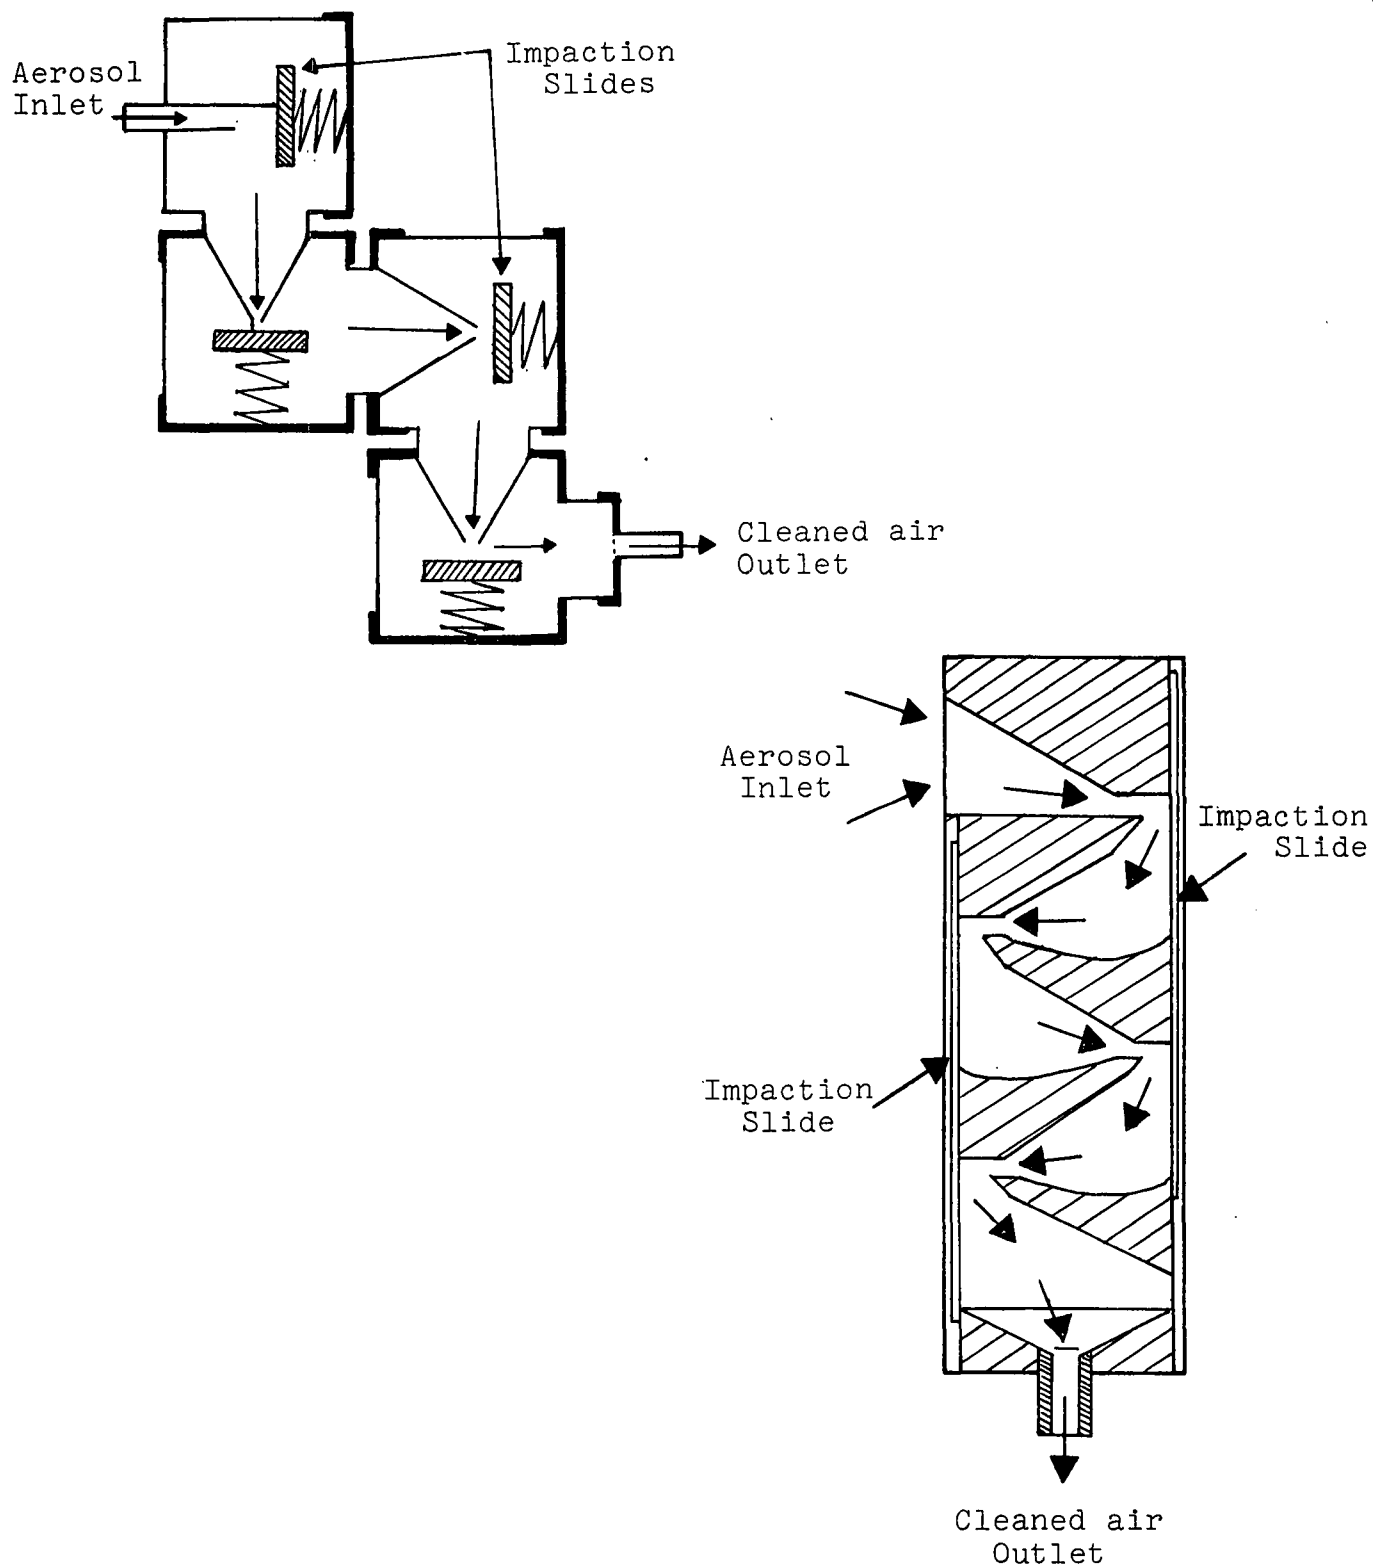 Aerosol
Inlet
Impaction
Slides
Cleaned air
Outlet
Aerosol
Inlet
Impaction
Slide
Impaction
Slide
Cleaned air
Outlet